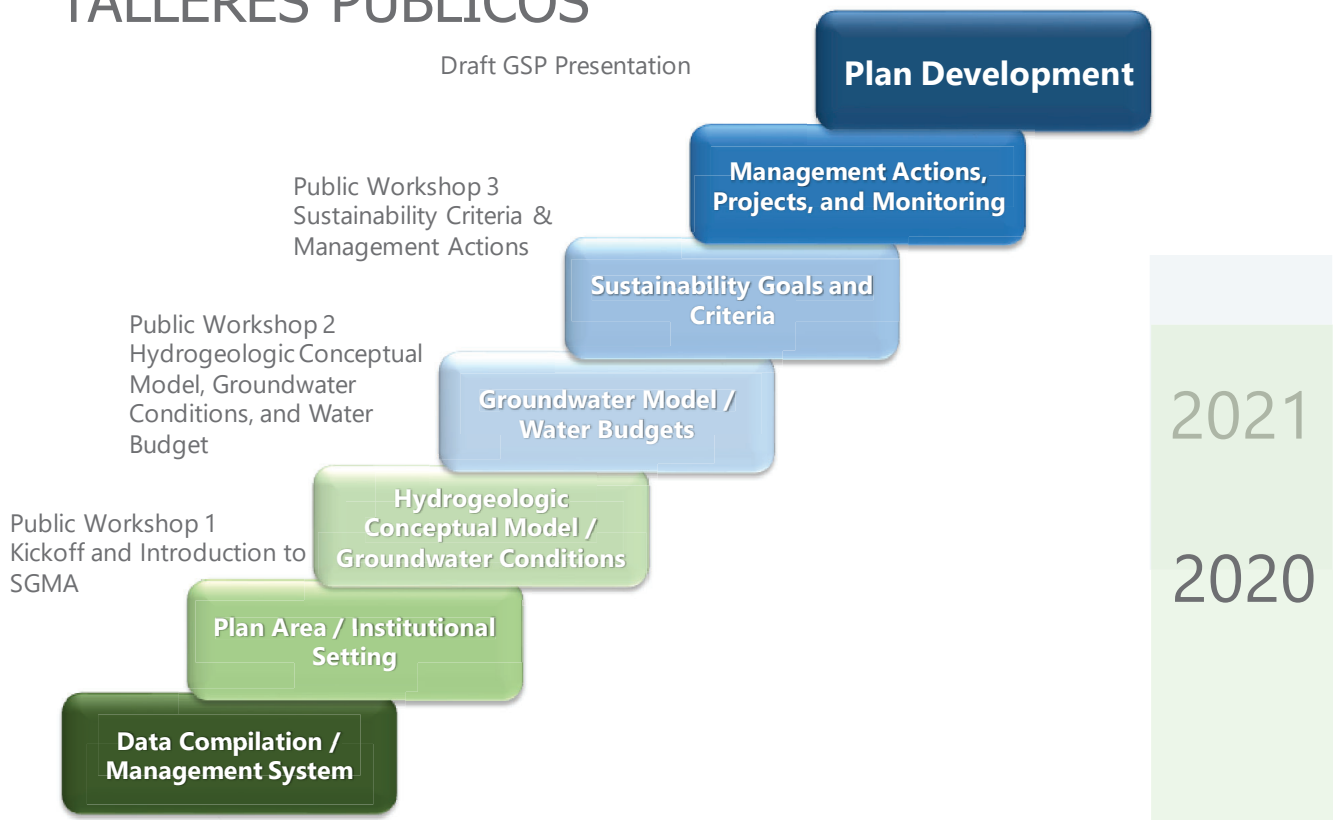 TALLERES PÚBLICOS
Draft GSP Presentation
Plan Development
Management Actions,
Projects, and Monitoring
Public Workshop 3
Sustainability Criteria &
Management Actions
Sustainability Goals and
Criteria
Public Workshop 2
Hydrogeologic Conceptual
Model, Groundwater
Conditions, and Water
Budget
Groundwater Model /
Water Budgets
2021
Hydrogeologic
Conceptual Model /
Groundwater Conditions
Public Workshop 1
Kickoff and Introduction to
SGMA
2020
Plan Area / Institutional
Setting
Data Compilation /
Management System